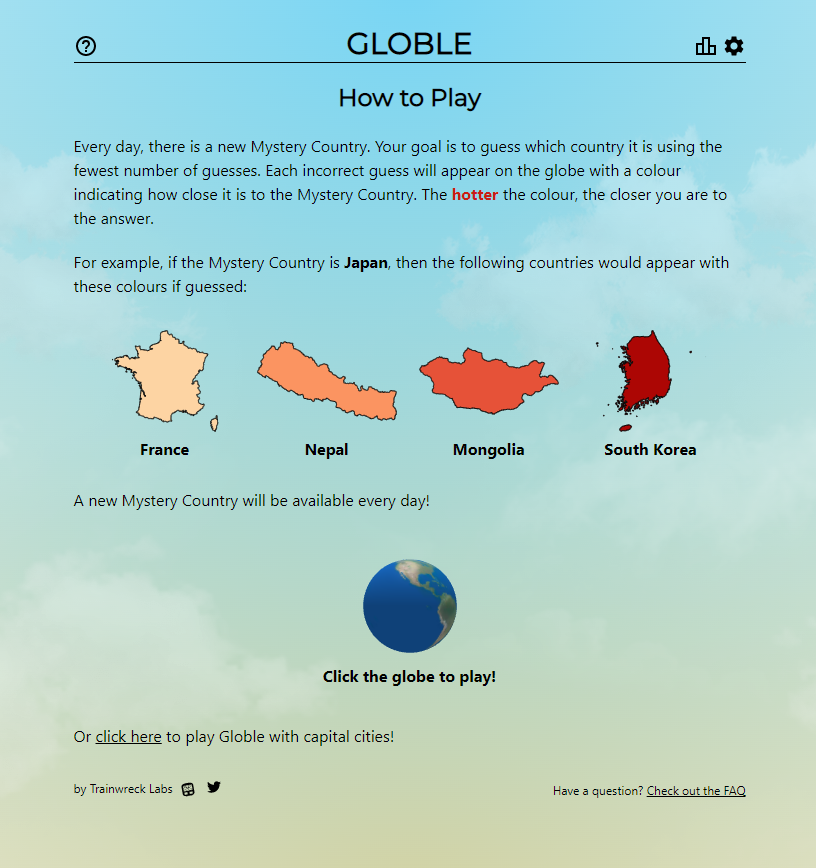 GLOBLE
How to Play
Every day, there is a new Mystery Country. Your goal is to guess which country it is using the
fewest number of guesses. Each incorrect guess will appear on the globe with a colour
indicating how close it is to the Mystery Country. The hotter the colour, the closer you are to
the answer.
For example, if the Mystery Country is Japan, then the following countries would appear with
these colours if guessed:
France Nepal Mongolia South Korea
A new Mystery Country will be available every day!
Click the globe to play!
Or click here to play Globle with capital cities!
by Trainwreck Labs
Have a question? Check out the FAQ